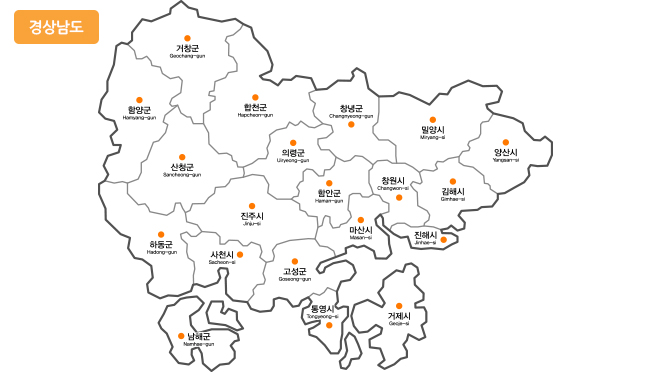 경상남도
거창군
Geochang-gun
함양군
Hamyang-gun
합천군
Hapcheon-gun
창녕군
Changnyeong-gun
밀양시
Miryang-si
양산시
Yangsan-si
의령군
Uiryeong-gun
산청군
Sancheong-gun
함안군
Haman-gun
창원시
Changwon-si
김해시
Gimhae-si
진주시
Jinju-si
마산시
Masan-si
진해시
Jinhae-si
하동군
Hadong-gun
사천시
Sacheon-si
고성군
Goseong-gun
통영시
Tongyeong-si
거제시
Geoje-si
남해군
Namhae-gun